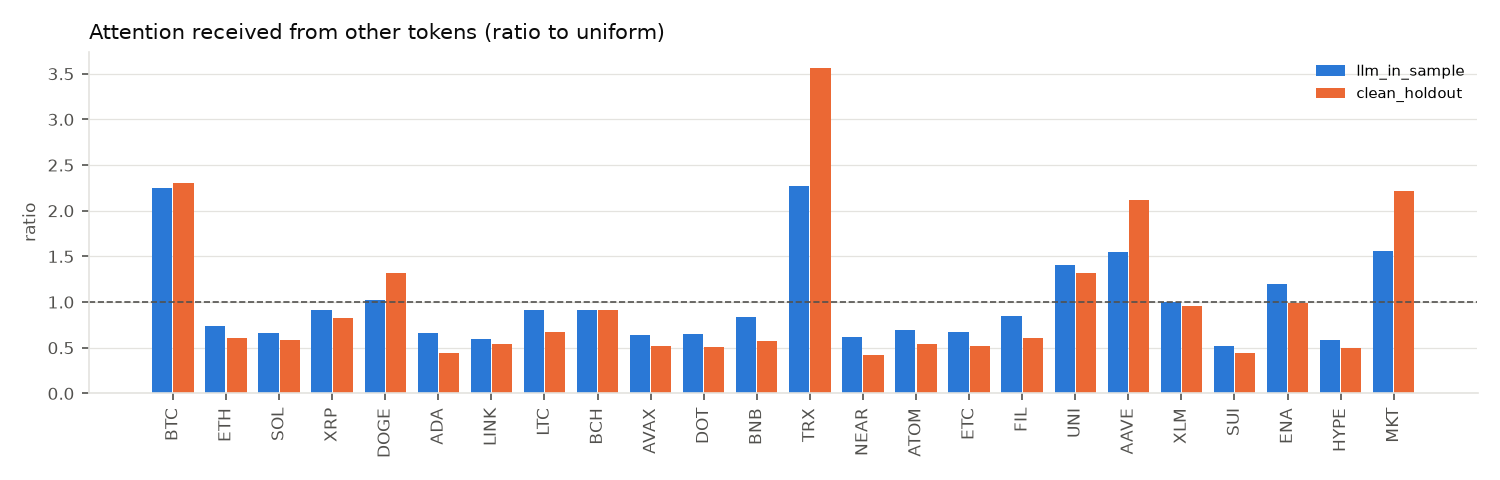 Attention received from other tokens (ratio to uniform)
llm_in_sample
clean_holdout
ratio
3.5
3.0
2.5
2.0
1.5
1.0
0.5
0.0
BTC
ETH
SOL
XRP
DOGE
ADA
LINK
LTC
BCH
AVAX
DOT
BNB
TRX
NEAR
ATOM
ETC
FIL
UNI
AAVE
XLM
SUI
ENA
HYPE
MKT